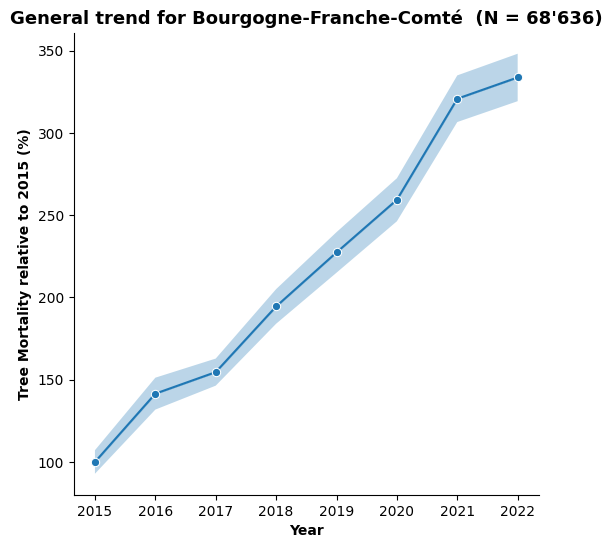 General trend for Bourgogne-Franche-Comté  (N = 68'636)
Tree Mortality relative to 2015 (%)
350
300
250
200
150
100
2015 2016 2017 2018 2019 2020 2021 2022
Year